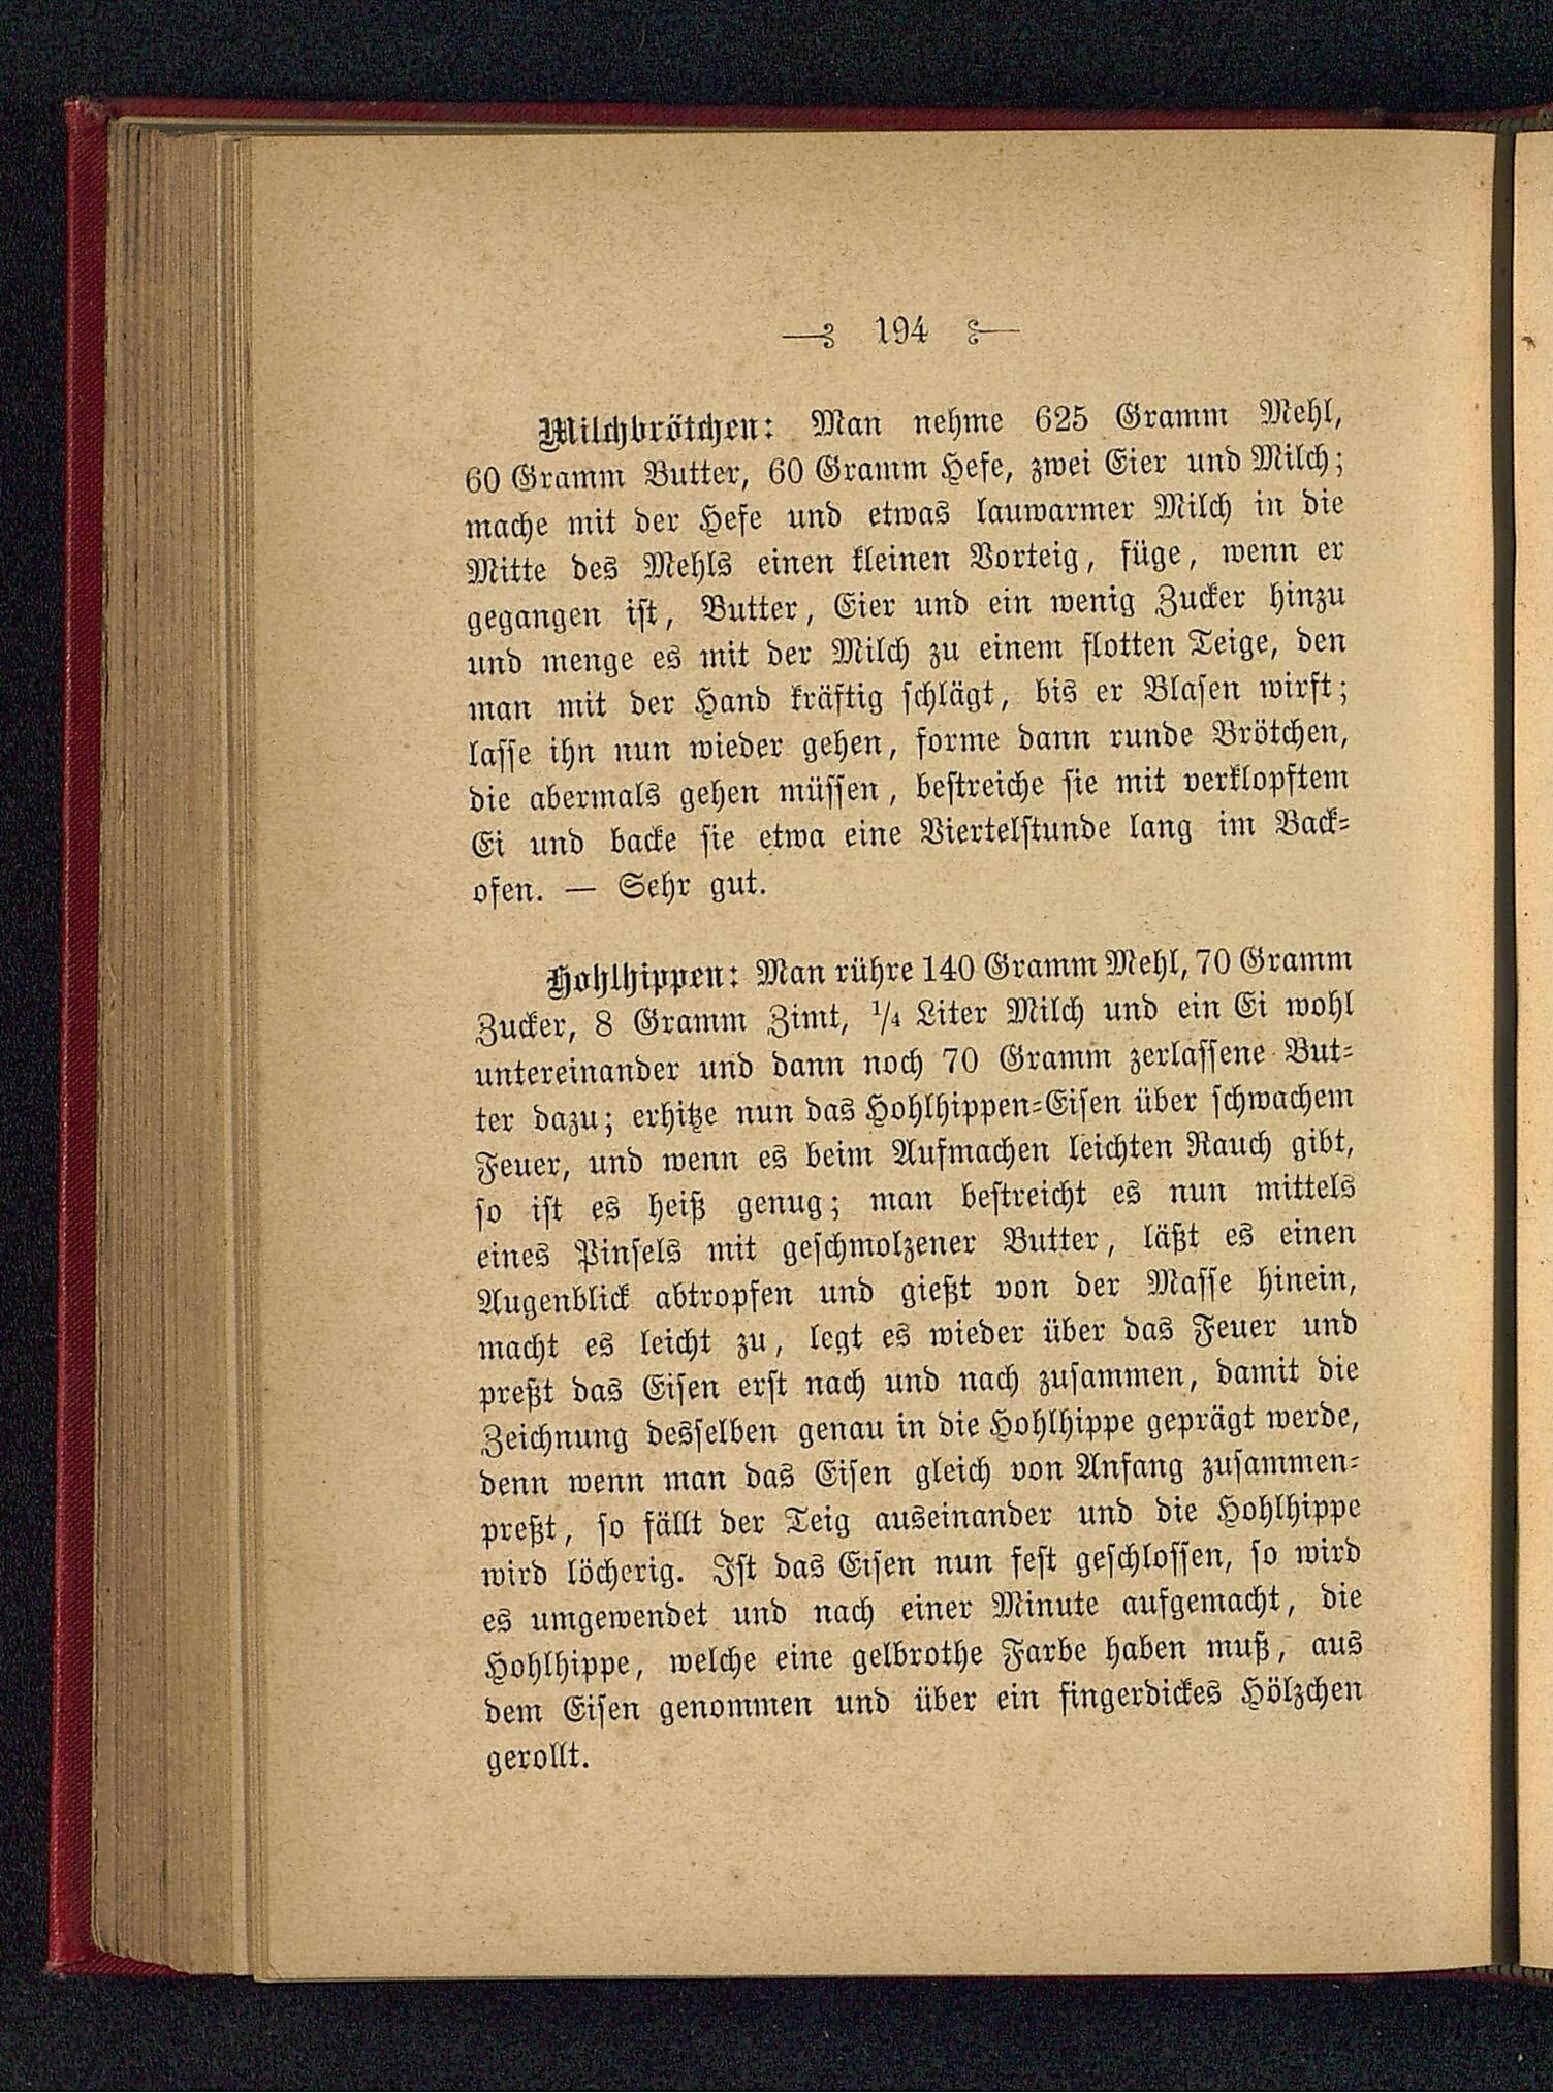 194
Milchbrötchen: Man nehme 625 Gramm Mehl,
60 Gramm Butter, 60 Gramm Hefe, zwei Eier und Milch;
mache mit der Hefe und etwas lauwarmer Milch in die
Mitte des Mehls einen kleinen Vorteig, füge, wenn er
gegangen ist, Butter, Eier und ein wenig Zucker hinzu
und menge es mit der Milch zu einem flotten Teige, den
man mit der Hand kräftig schlägt, bis er Blasen wirft;
lasse ihn nun wieder gehen, forme dann runde Brötchen,
die abermals gehen müssen, bestreiche sie mit verklopftem
Ei und backe sie etwa eine Viertelstunde lang im Back-
ofen. — Sehr gut.
Hohlhippen: Man rühre 140 Gramm Mehl, 70 Gramm
Zucker, 8 Gramm Zimt, 1/4 Liter Milch und ein Ei wohl
untereinander und dann noch 70 Gramm zerlassene But-
ter dazu; erhitze nun das Hohlhippen-Eisen über schwachem
Feuer, und wenn es beim Aufmachen leichten Rauch gibt,
so ist es heiß genug; man bestreicht es nun mittels
eines Pinsels mit geschmolzener Butter, läßt es einen
Augenblick abtropfen und gießt von der Masse hinein,
macht es leicht zu, legt es wieder über das Feuer und
preßt das Eisen erst nach und nach zusammen, damit die
Zeichnung desselben genau in die Hohlhippe geprägt werde,
denn wenn man das Eisen gleich von Anfang zusammen-
preßt, so fällt der Teig auseinander und die Hohlhippe
wird löcherig. Ist das Eisen nun fest geschlossen, so wird
es umgewendet und nach einer Minute aufgemacht, die
Hohlhippe, welche eine gelbrothe Farbe haben muß, aus
dem Eisen genommen und über ein fingerdickes Hölzchen
gerollt.